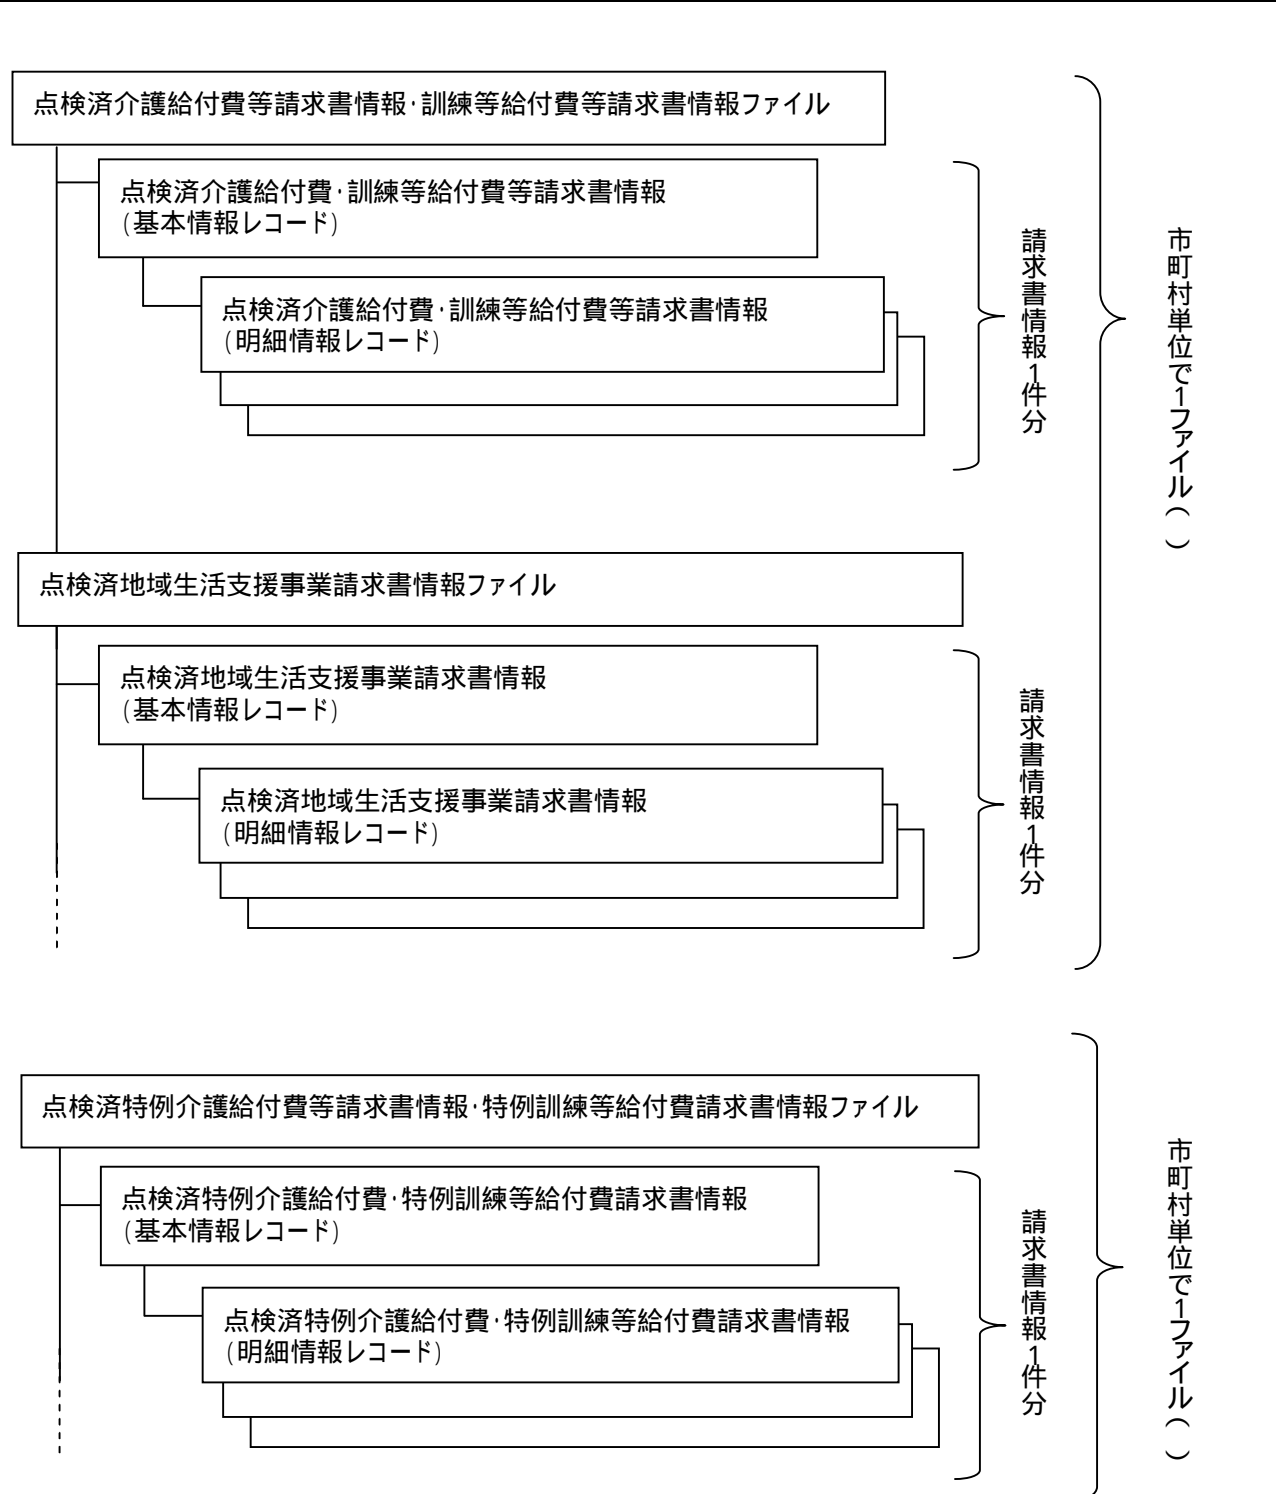 点検済介護給付費等請求書情報・訓練等給付費等請求書情報ファイル
点検済介護給付費・訓練等給付費等請求書情報
(基本情報レコード)
点検済介護給付費・訓練等給付費等請求書情報
(明細情報レコード)
請求書情報1件分
市町村単位で1ファイル( )
点検済地域生活支援事業請求書情報ファイル
点検済地域生活支援事業請求書情報
(基本情報レコード)
点検済地域生活支援事業請求書情報
(明細情報レコード)
請求書情報1件分
点検済特例介護給付費等請求書情報・特例訓練等給付費請求書情報ファイル
点検済特例介護給付費・特例訓練等給付費請求書情報
(基本情報レコード)
点検済特例介護給付費・特例訓練等給付費請求書情報
(明細情報レコード)
請求書情報1件分
市町村単位で1ファイル( )